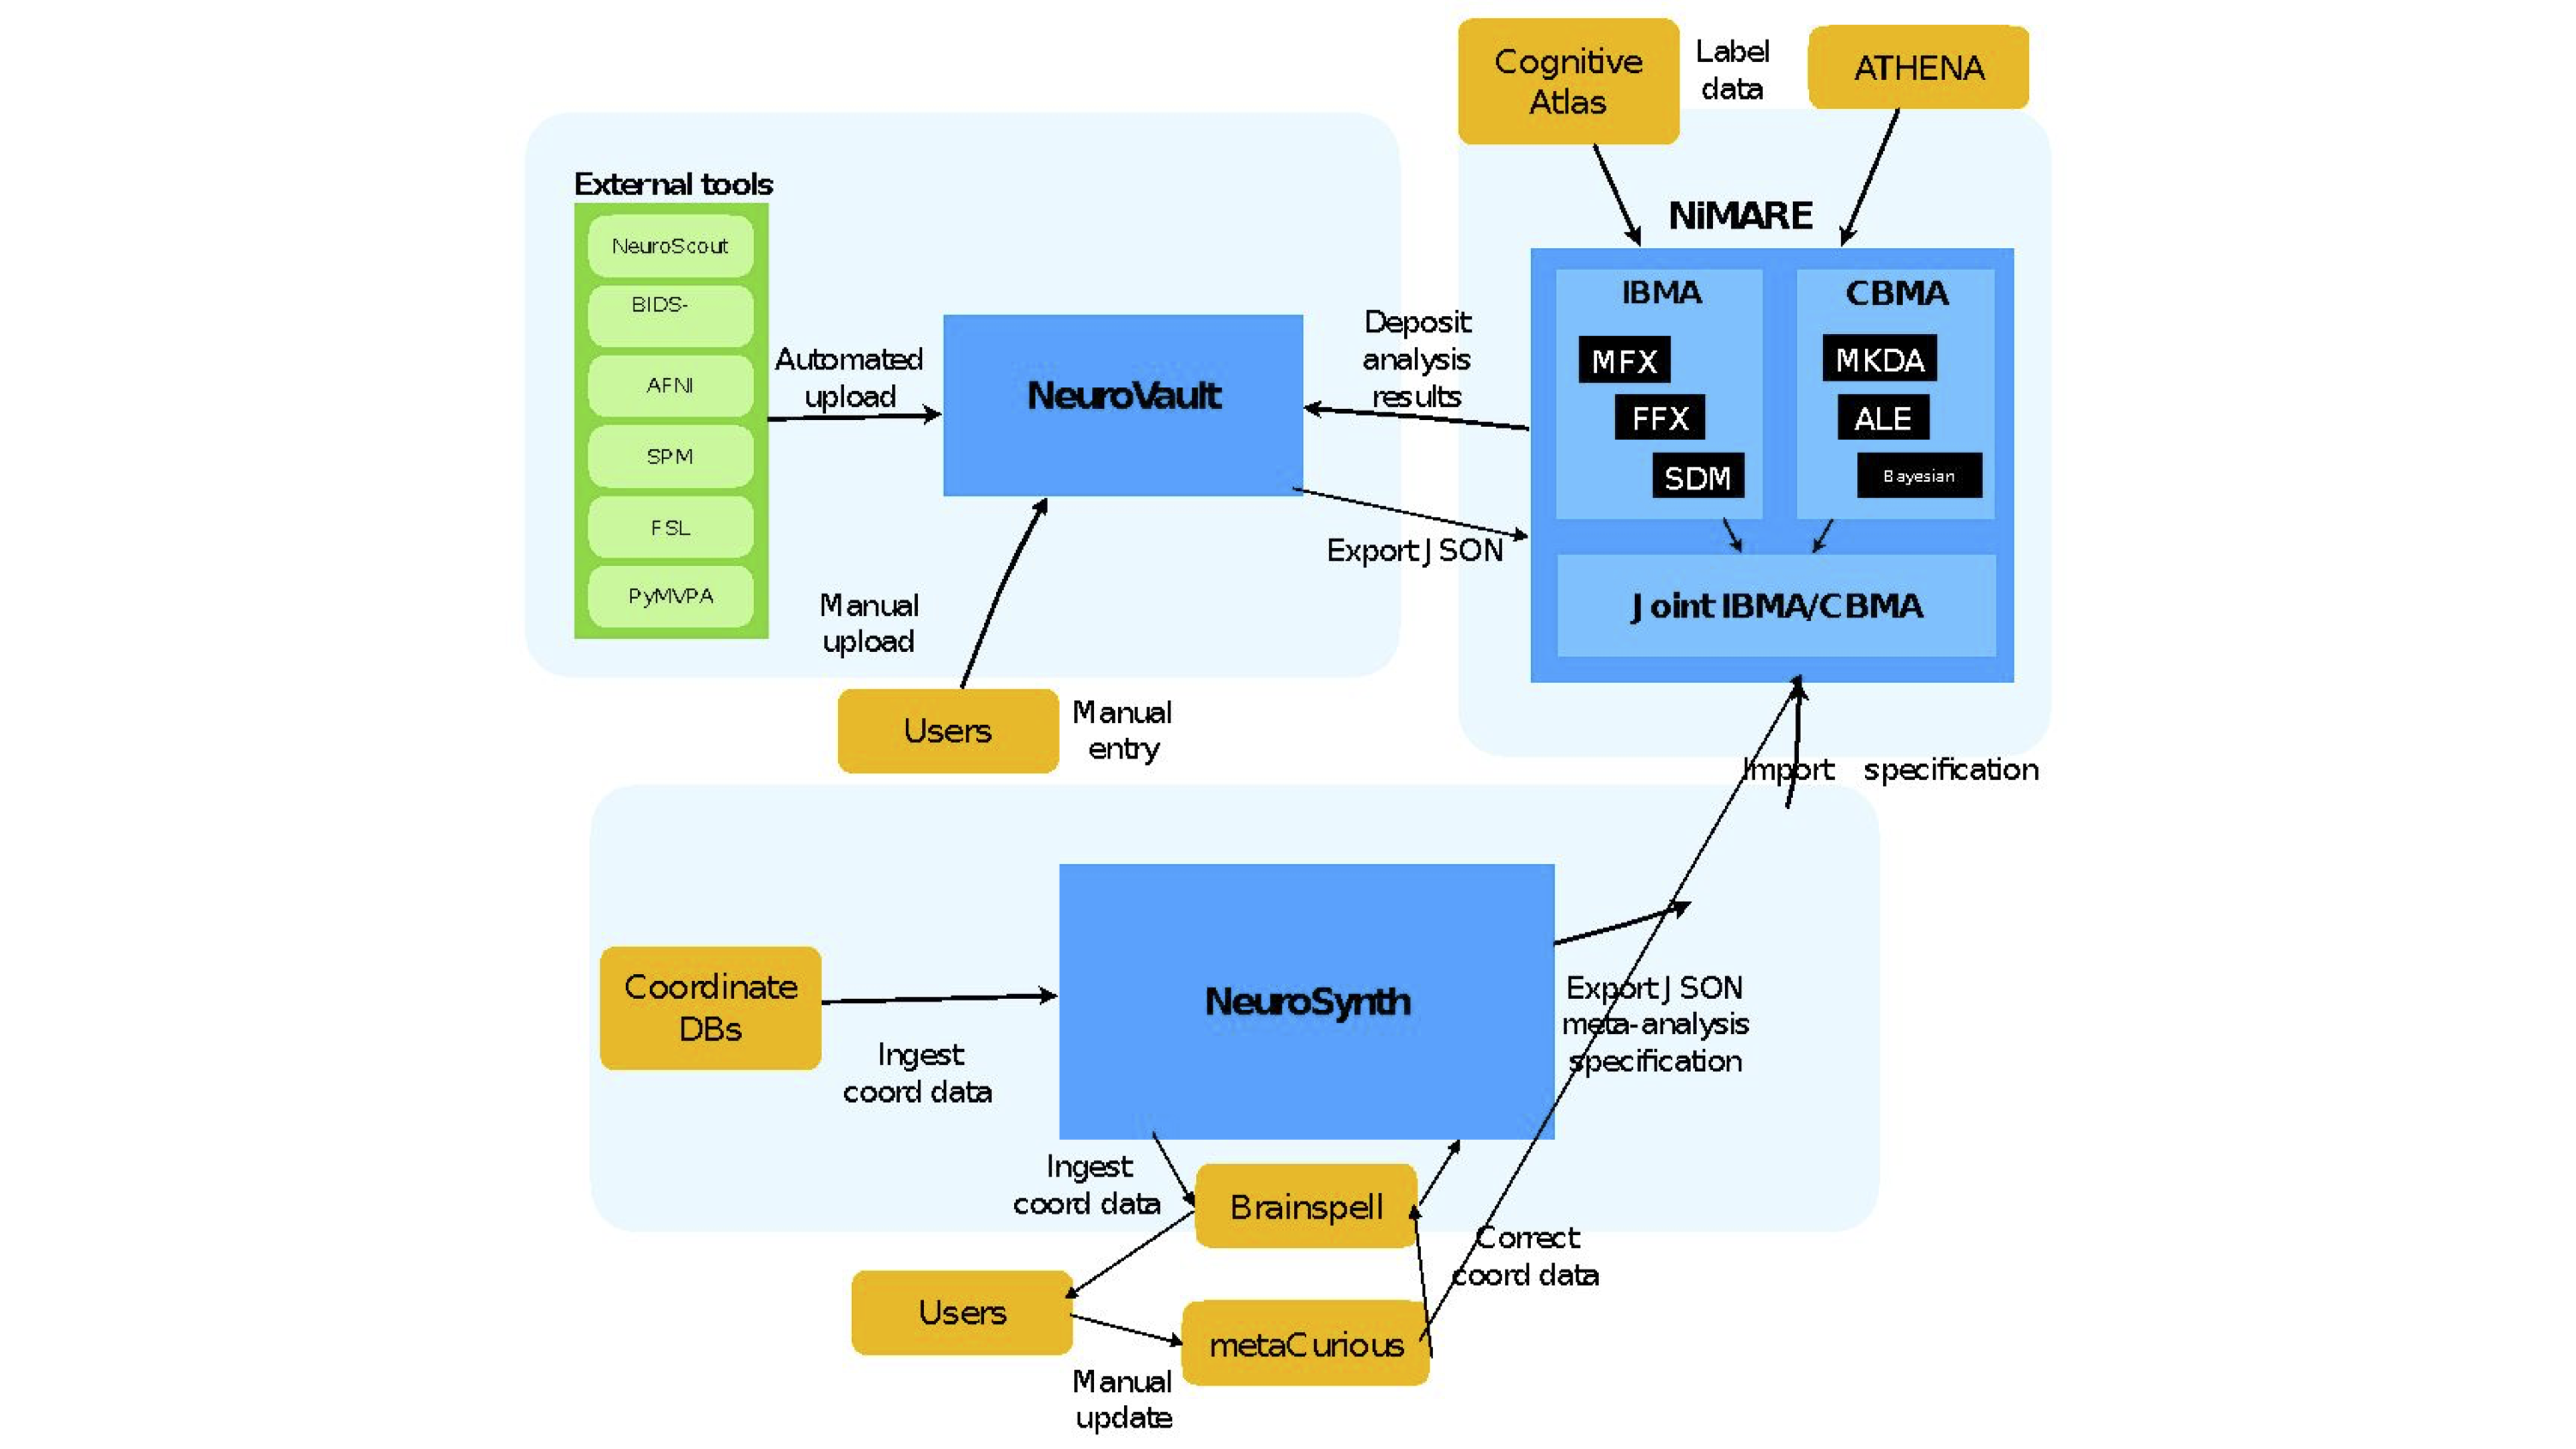 Cognitive
Atlas
Label
data
ATHENA
External tools
NeuroScout
BIDS-
AFNI
SPM
FSL
PyMVPA
Automated
upload
NeuroVault
Manual
upload
Users
Manual
entry
Deposit
analysis
results
Export JSON
NiMARE
IBMA
MFX
FFX
SDM
CBMA
MKDA
ALE
Bayesian
Joint IBMA/CBMA
Import specification
Coordinate
DBs
Ingest
coord data
NeuroSynth
Export JSON
meta-analysis
specification
Ingest
coord data
Brainspell
Correct
coord data
Users
metaCurious
Manual
update